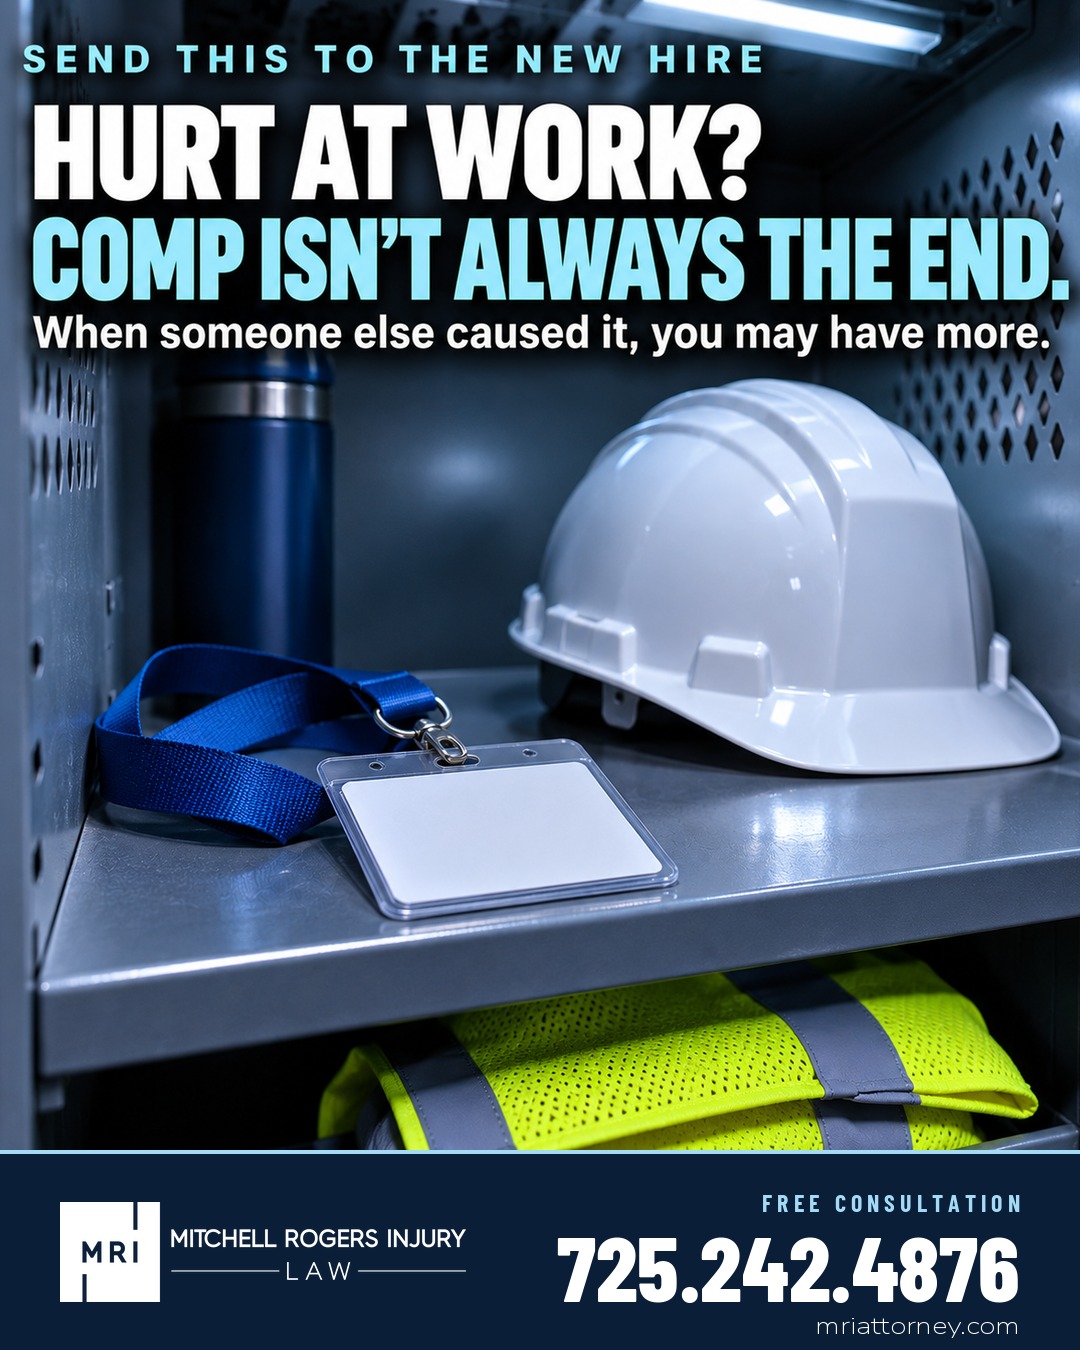 SEND THIS TO THE NEW HIRE
HURT AT WORK?
COMP ISN'T ALWAYS THE END.
When someone else caused it, you may have more.
MRI
MITCHELL ROGERS INJURY
LAW
FREE CONSULTATION
725.242.4876
mriattorney.com